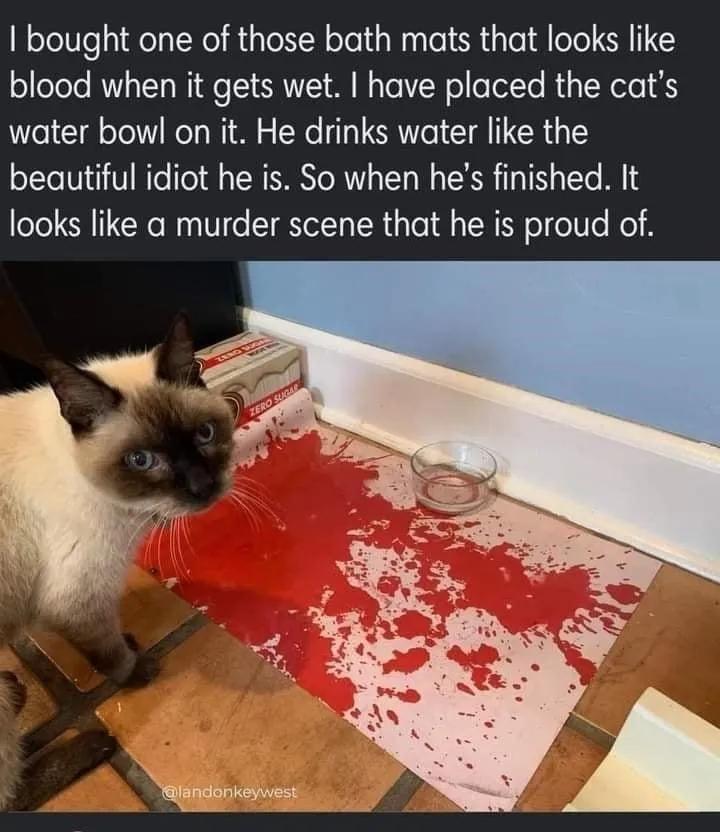 I bought one of those bath mats that looks like
blood when it gets wet. I have placed the cat's
water bowl on it. He drinks water like the
beautiful idiot he is. So when he's finished. It
looks like a murder scene that he is proud of.
ZERO SUGAR
ZERO SUGAR
@landonkeywest